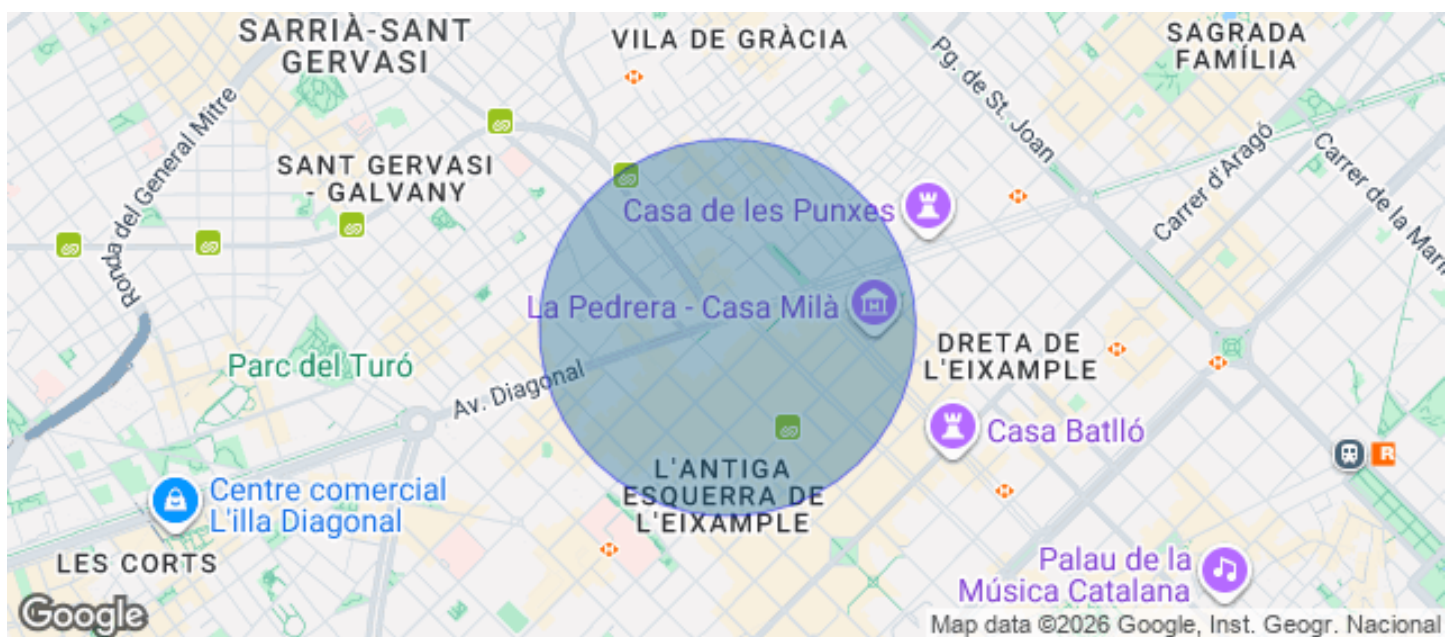 SARRIÀ-SANT
GERVASI
VILA DE GRÀCIA
SAGRADA
FAMÍLIA
Pg. de St. Joan
Ronda del General Mitre
SANT GERVASI
- GALVANY
Carrer d'Aragó
Carrer de la Marin
Casa de les Punxes
La Pedrera - Casa Milà
DRETA DE
L'EIXAMPLE
Parc del Turó
Av. Diagonal
Casa Batlló
L'ANTIGA
ESQUERRA DE
L'EIXAMPLE
Centre comercial
L'illa Diagonal
R
LES CORTS
Palau de la
Música Catalana
Google
Map data ©2026 Google, Inst. Geogr. Nacional